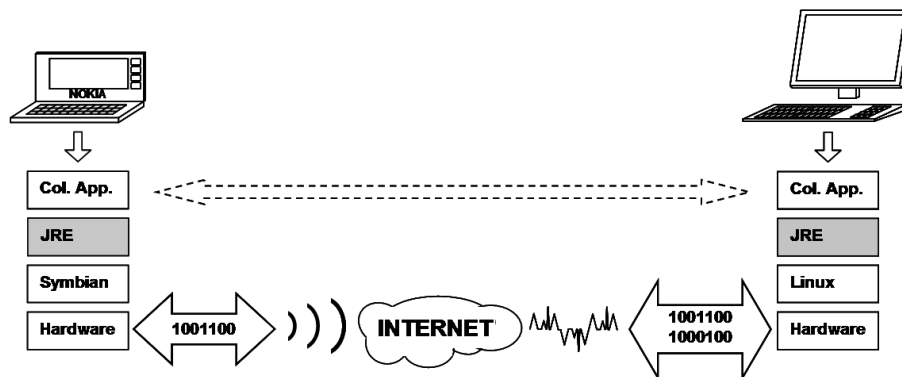 NOKIA
Col. App.
JRE
Symbian
Hardware
1001100
INTERNET
1001100
1000100
Col. App.
JRE
Linux
Hardware